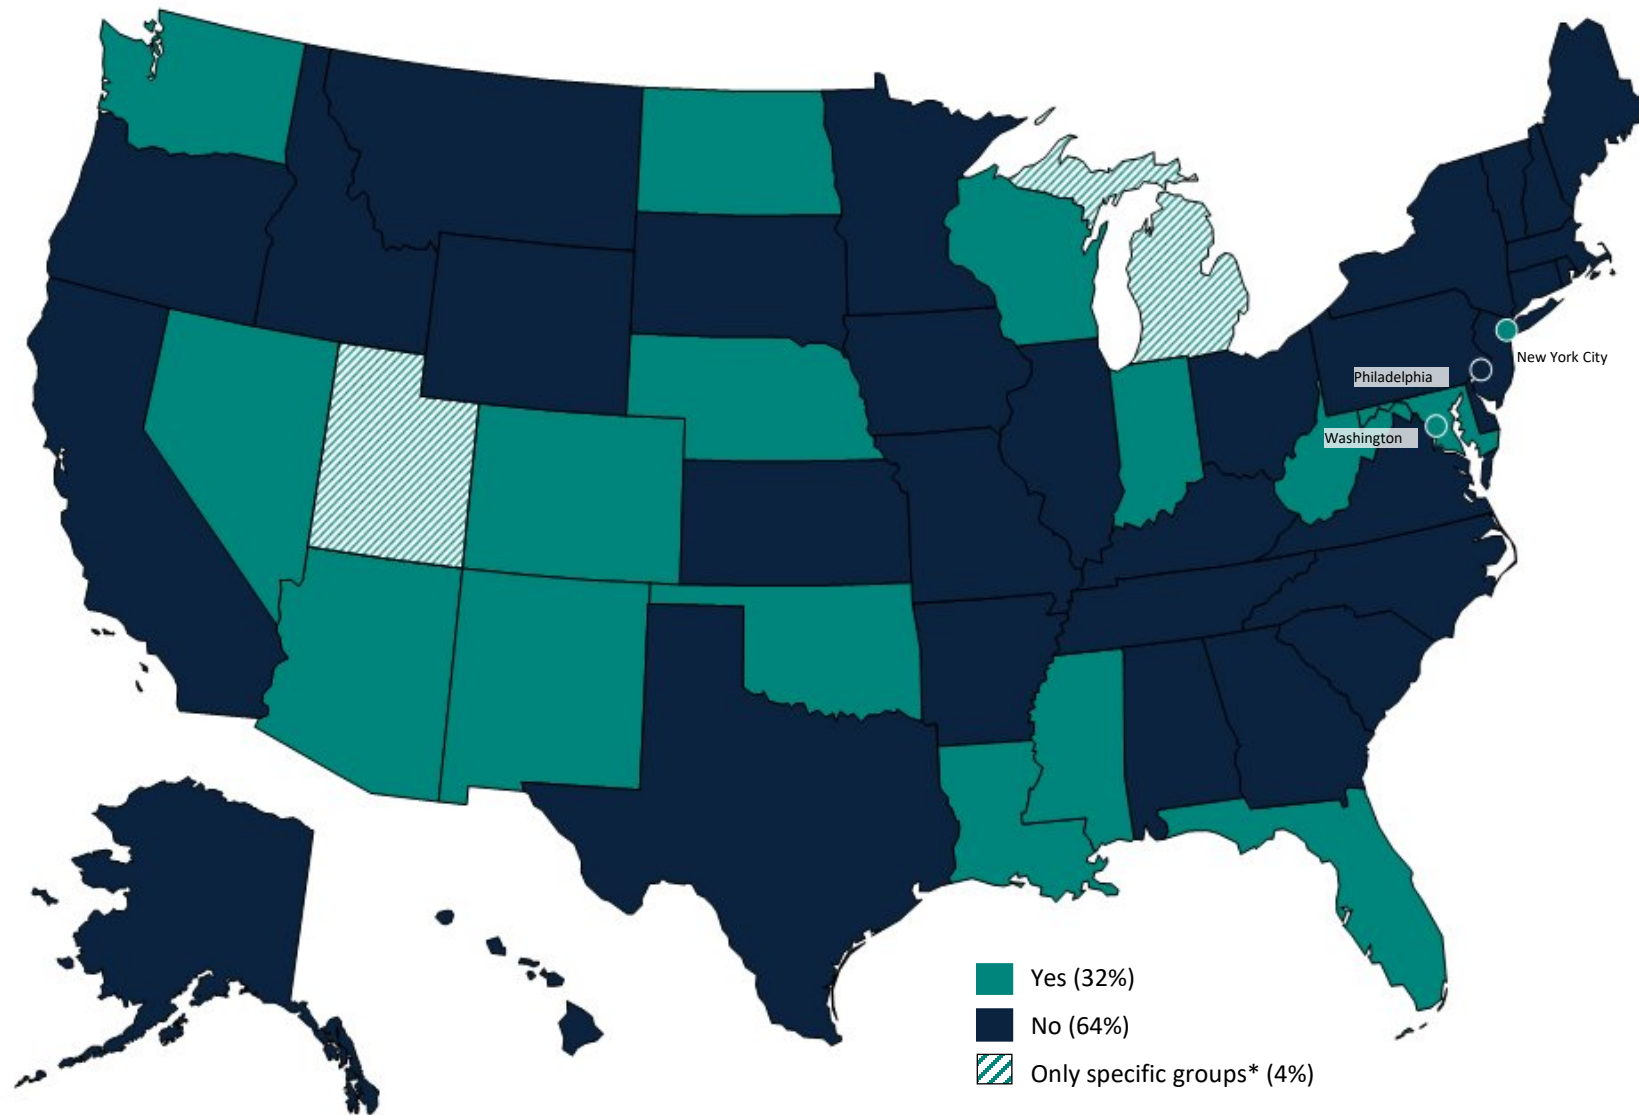 New York City
Philadelphia
Washington
Yes (32%)
No (64%)
Only specific groups* (4%)